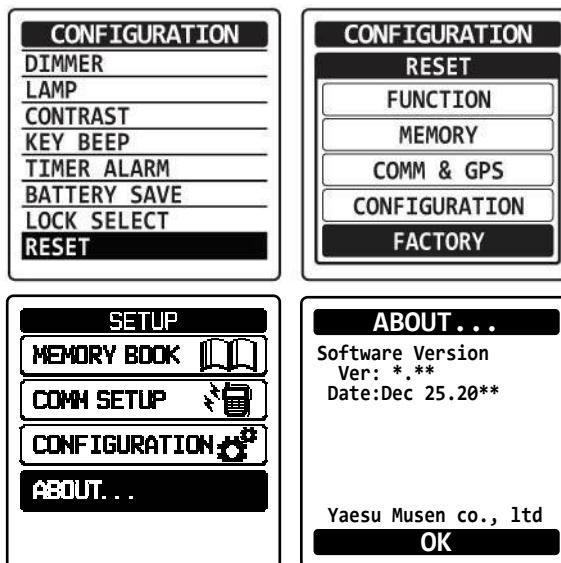 CONFIGURATION
DIMMER
LAMP
CONTRAST
KEY BEEP
TIMER ALARM
BATTERY SAVE
LOCK SELECT
RESET
CONFIGURATION
RESET
FUNCTION
MEMORY
COMM & GPS
CONFIGURATION
FACTORY
SETUP
MEMORY BOOK
COMM SETUP
CONFIGURATION
ABOUT...
ABOUT...
Software Version
Ver: *.**
Date:Dec 25.20**
Yaesu Musen co., ltd
OK